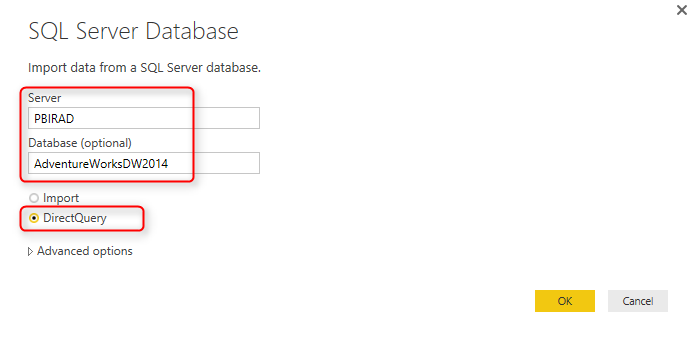 SQL Server Database
Import data from a SQL Server database.
Server
PBIRAD
Database (optional)
AdventureWorksDW2014
Import
DirectQuery
Advanced options
OK Cancel